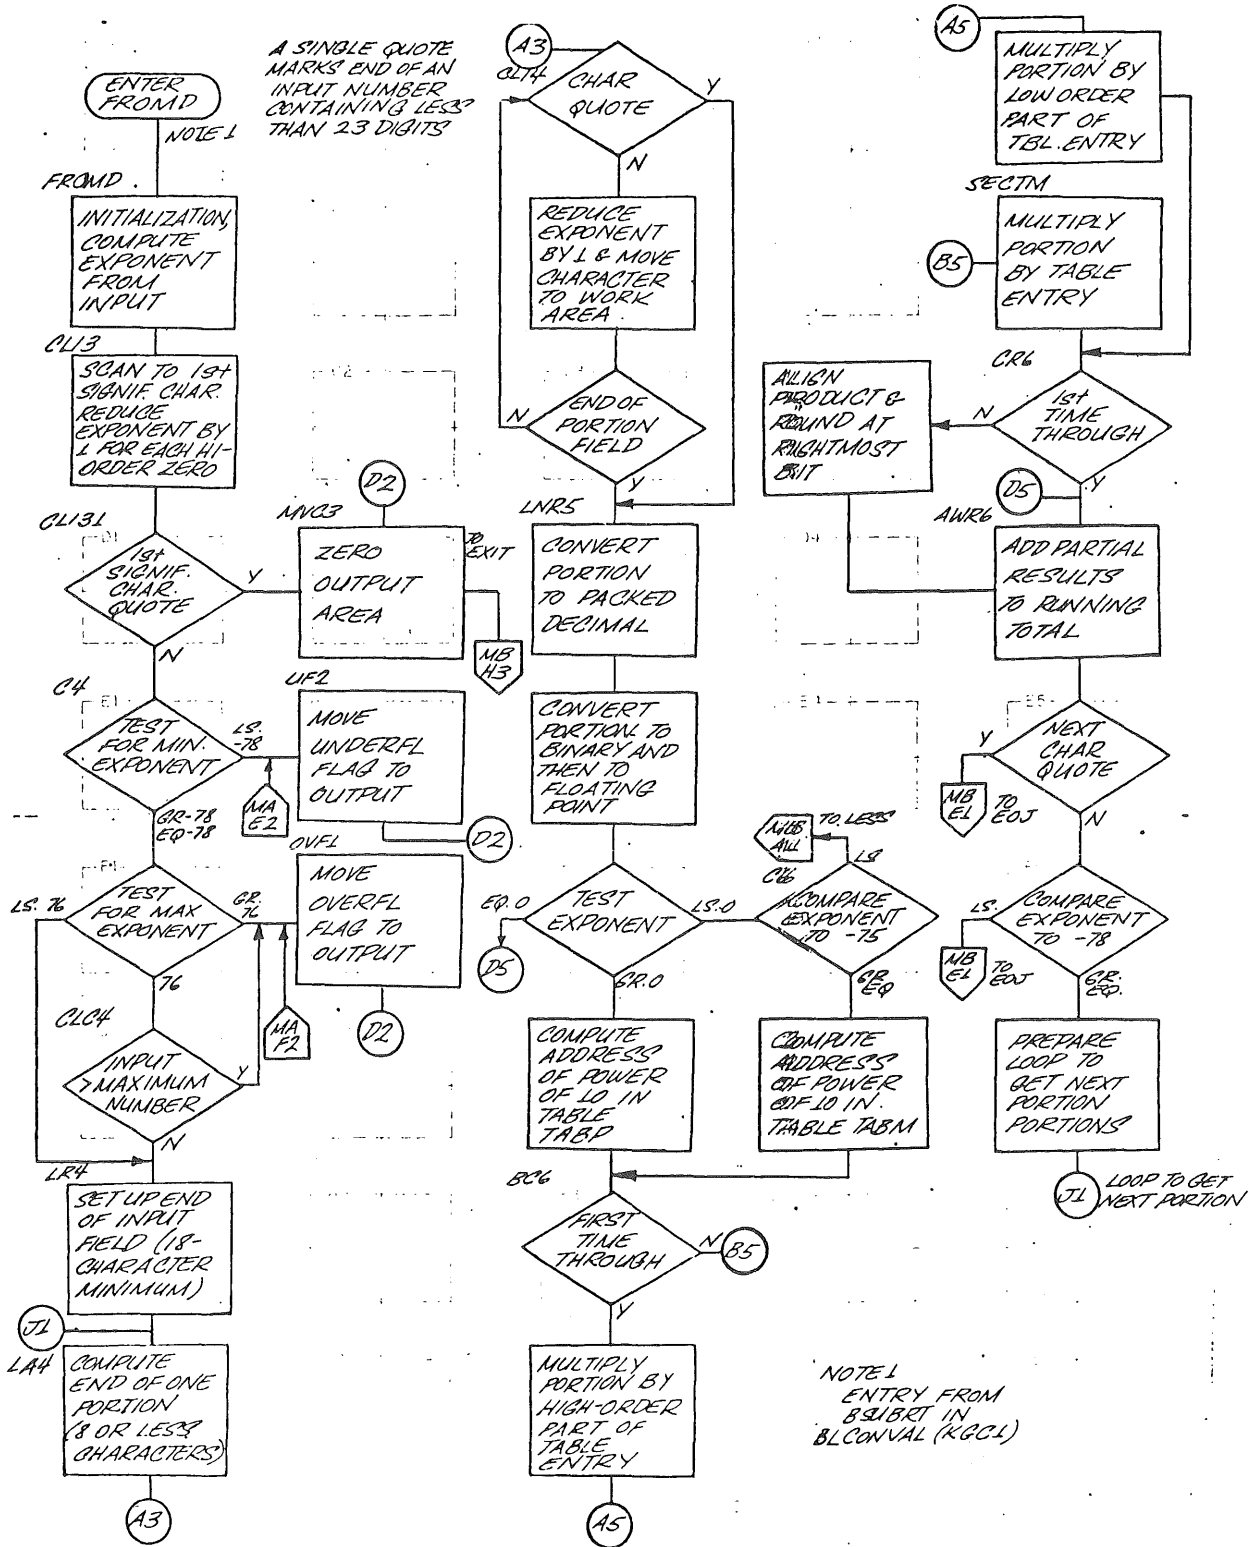 A SINGLE QUOTE
MARKS END OF AN
INPUT NUMBER
CONTAINING LESS
THAN 23 DIGITS
ENTER
FROMD
NOTE 1
FROMD
INITIALIZATION,
COMPUTE
EXPONENT
FROM
INPUT
CLI3
SCAN TO 1st
SIGNIF. CHAR.
REDUCE
EXPONENT BY
1 FOR EACH HI-
ORDER ZERO
CLI31
1st
SIGNIF.
CHAR.
QUOTE
Y
N
D2
MVC3
ZERO
OUTPUT
AREA
TO
EXIT
MB
H3
C4
TEST
FOR MIN.
EXPONENT
LS.
-78
GR-78
EQ-78
MA
E2
UF2
MOVE
UNDERFL
FLAG TO
OUTPUT
D2
TEST
FOR MAX
EXPONENT
LS. 76
GR.
76
76
OVF1
MOVE
OVERFL
FLAG TO
OUTPUT
MA
F2
D2
CLC4
INPUT
>MAXIMUM
NUMBER
Y
N
LR4
SET UP END
OF INPUT
FIELD (18-
CHARACTER
MINIMUM)
J1
LA4
COMPUTE
END OF ONE
PORTION
(8 OR LESS
CHARACTERS)
A3
A3
CLI4
CHAR
QUOTE
Y
N
REDUCE
EXPONENT
BY 1 & MOVE
CHARACTER
TO WORK
AREA
END OF
PORTION
FIELD
N
Y
LNR5
CONVERT
PORTION
TO PACKED
DECIMAL
CONVERT
PORTION TO
BINARY AND
THEN TO
FLOATING
POINT
TEST
EXPONENT
EQ.0
D5
LS.0
GR.0
COMPUTE
ADDRESS
OF POWER
OF 10 IN
TABLE
TABP
TO LESS
LS
COMPARE
EXPONENT
TO -75
GR
EQ
COMPUTE
ADDRESS
OF POWER
OF 10 IN.
TABLE TABM
BC6
FIRST
TIME
THROUGH
N
B5
Y
MULTIPLY
PORTION BY
HIGH-ORDER
PART OF
TABLE
ENTRY
A5
A5
MULTIPLY
PORTION BY
LOW ORDER
PART OF
TBL. ENTRY
SECTM
B5
MULTIPLY
PORTION
BY TABLE
ENTRY
CR6
1st
TIME
THROUGH
N
Y
ALIGN
PRODUCT &
ROUND AT
RIGHTMOST
BIT
D5
AWR6
ADD PARTIAL
RESULTS
TO RUNNING
TOTAL
NEXT
CHAR
QUOTE
Y
MB
E1
TO
EOJ
N
COMPARE
EXPONENT
TO -78
LS.
MB
E1
TO
EOJ
GR.
EQ.
PREPARE
LOOP TO
GET NEXT
PORTION
PORTIONS
J1
LOOP TO GET
NEXT PORTION
NOTE 1
ENTRY FROM
BSUBRT IN
BLCONVAL (KGC1)